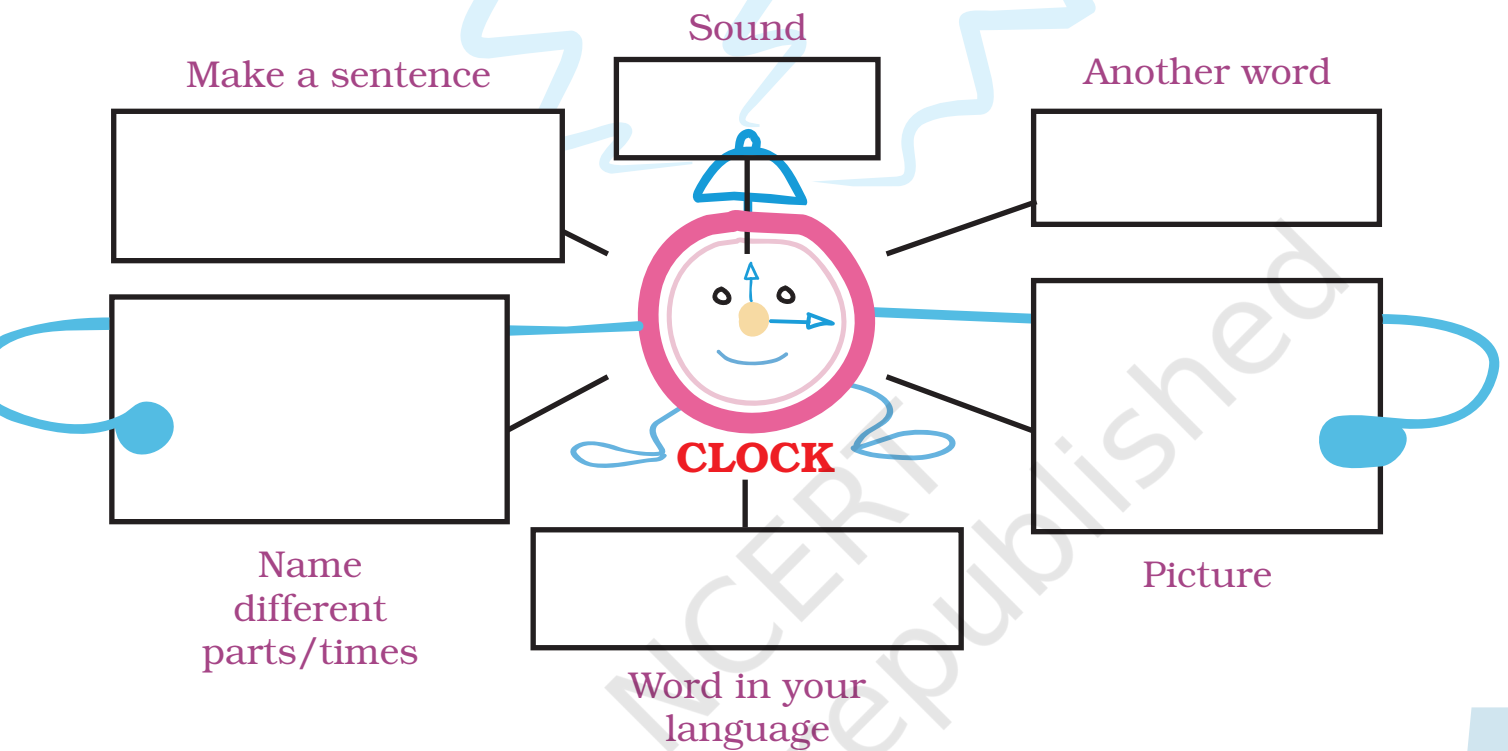 Sound
Make a sentence
Another word
CLOCK
Name
different
parts/times
Picture
Word in your
language
NCERT
republished